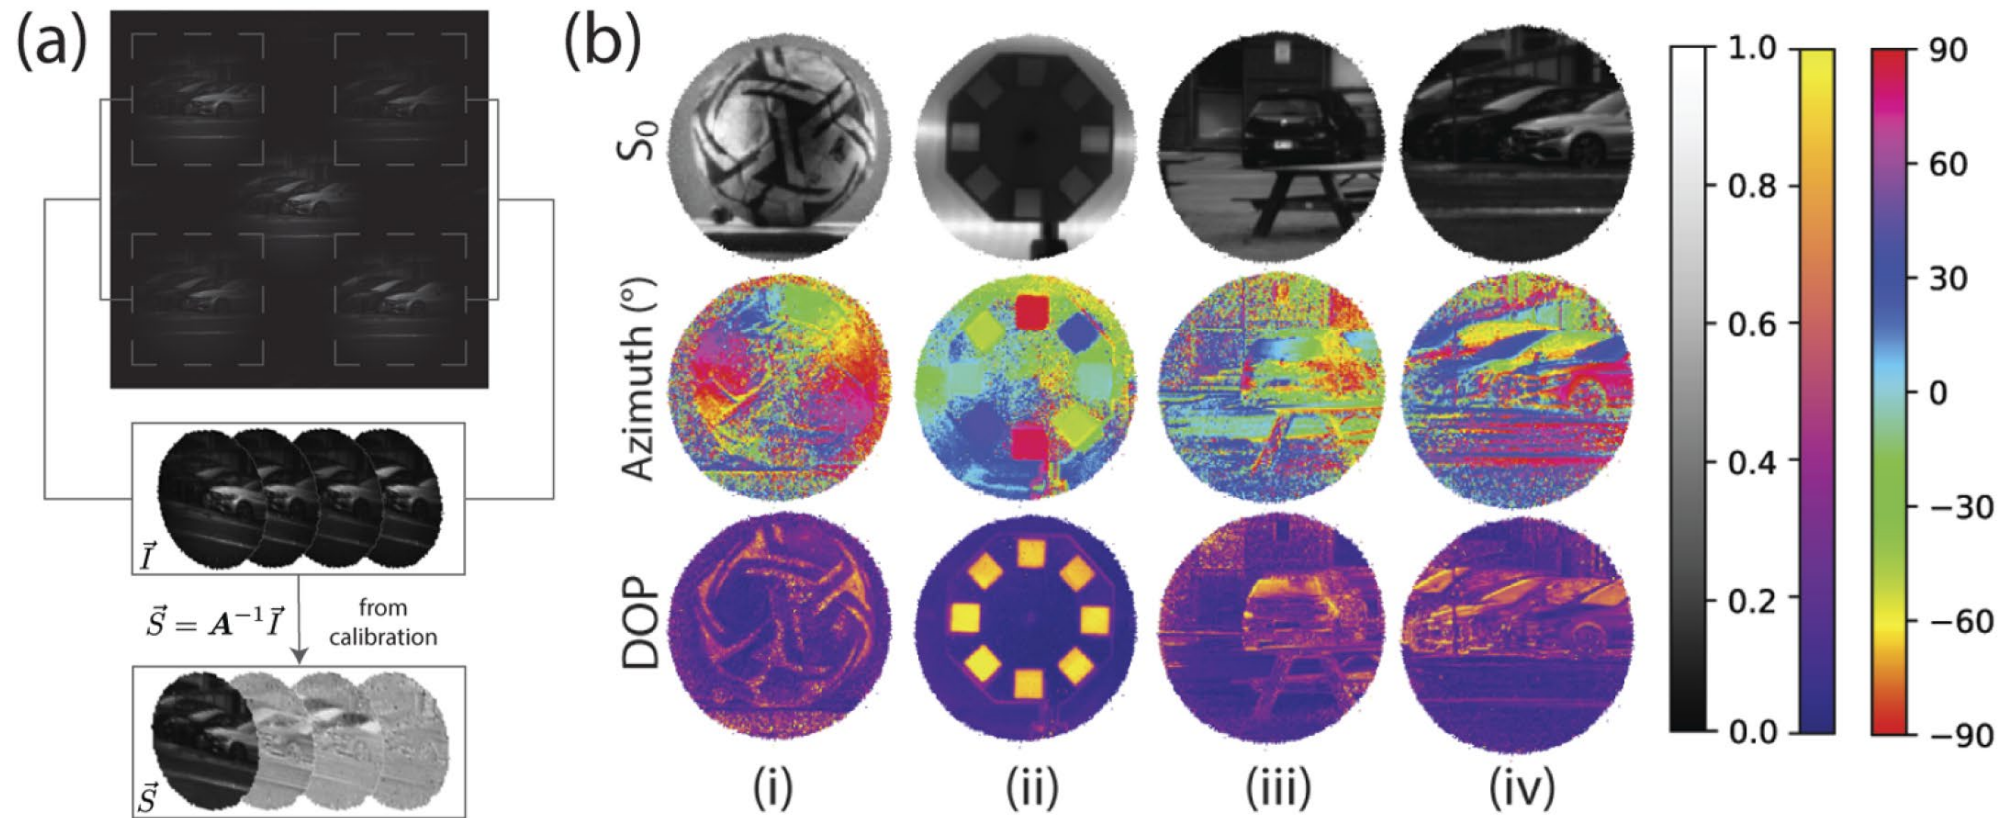 (a)
I⃗
S⃗ = A⁻¹I⃗
from
calibration
S⃗
(b)
S₀
Azimuth (°)
DOP
(i)
(ii)
(iii)
(iv)
1.0
0.8
0.6
0.4
0.2
0.0
90
60
30
0
−30
−60
−90